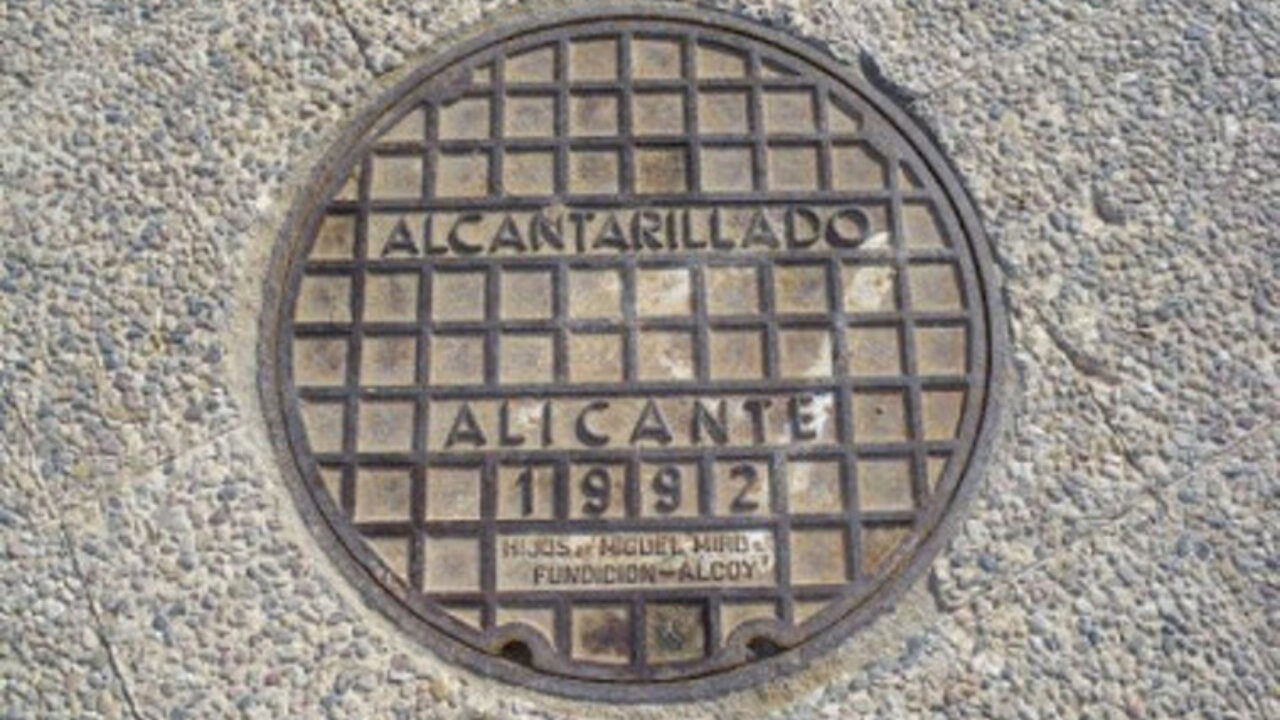 ALCANTARILLADO
ALICANTE
1992
HIJOS DE MIGUEL MIRO
FUNDICION-ALCOY